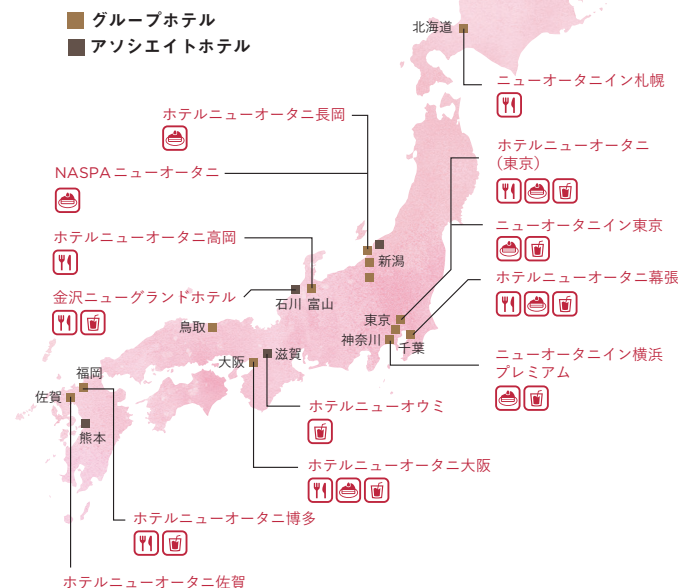 グループホテル
アソシエイトホテル
北海道
ニューオータニイン札幌
ホテルニューオータニ長岡
ホテルニューオータニ
(東京)
NASPAニューオータニ
ニューオータニイン東京
ホテルニューオータニ高岡
新潟
ホテルニューオータニ幕張
金沢ニューグランドホテル
石川
富山
鳥取
東京
神奈川
千葉
ニューオータニイン横浜
プレミアム
大阪
滋賀
福岡
佐賀
熊本
ホテルニューオウミ
ホテルニューオータニ大阪
ホテルニューオータニ博多
ホテルニューオータニ佐賀